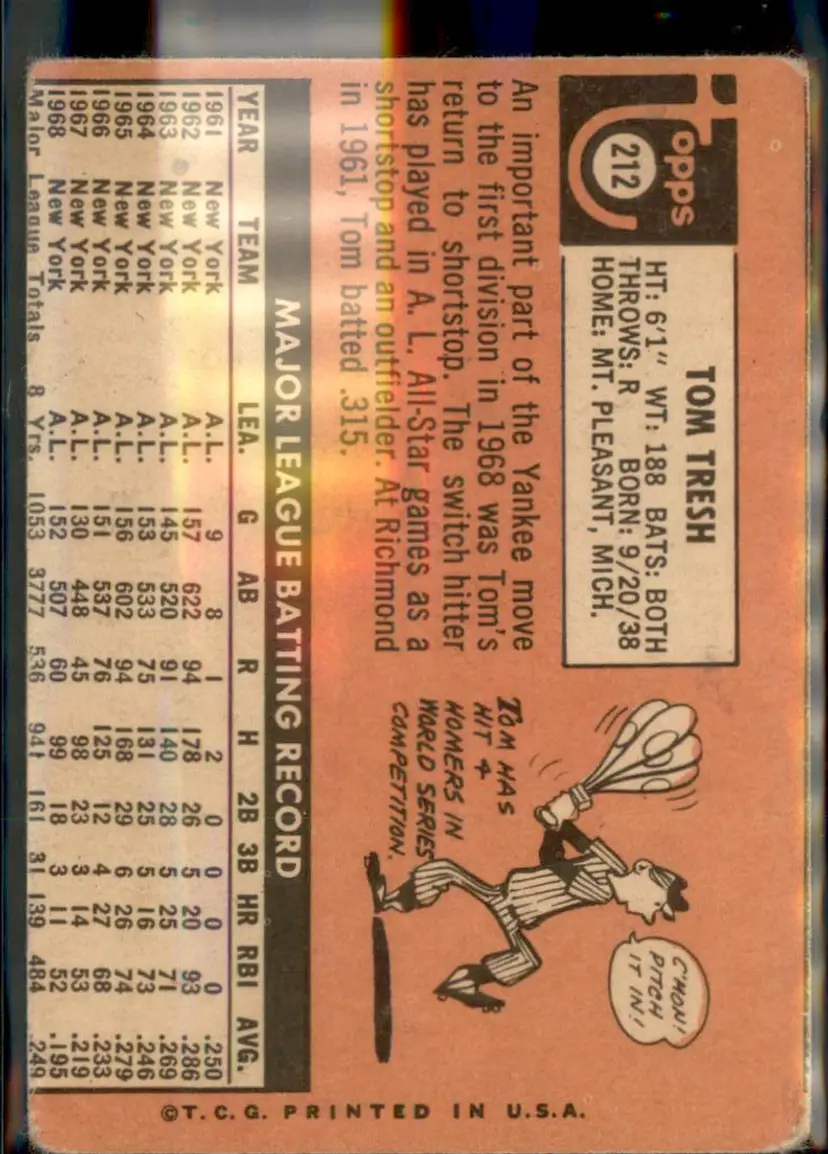 Topps
212
TOM TRESH
HT: 6'1" WT: 188 BATS: BOTH
THROWS: R BORN: 9/20/38
HOME: MT. PLEASANT, MICH.
An important part of the Yankee move
to the first division in 1968 was Tom's
return to shortstop. The switch hitter
has played in A. L. All-Star games as a
shortstop and an outfielder. At Richmond
in 1961, Tom batted .315.
C'MON!
PITCH
IT IN!
TOM HAS
HIT 4
HOMERS IN
WORLD SERIES
COMPETITION.
MAJOR LEAGUE BATTING RECORD
YEAR TEAM LEA. G AB R H 2B 3B HR RBI AVG.
1961 New York A.L. 9 8 1 2 0 0 0 0 .250
1962 New York A.L. 157 622 94 178 26 5 20 93 .286
1963 New York A.L. 145 520 91 140 28 5 25 71 .269
1964 New York A.L. 153 533 75 131 25 5 16 73 .246
1965 New York A.L. 156 602 94 168 29 6 26 74 .279
1966 New York A.L. 151 537 76 125 12 4 27 68 .233
1967 New York A.L. 130 448 45 98 23 3 14 53 .219
1968 New York A.L. 152 507 60 99 18 3 11 52 .195
Major League Totals 8 Yrs. 1053 3777 536 941 161 31 139 484 .249
©T.C.G. PRINTED IN U.S.A.